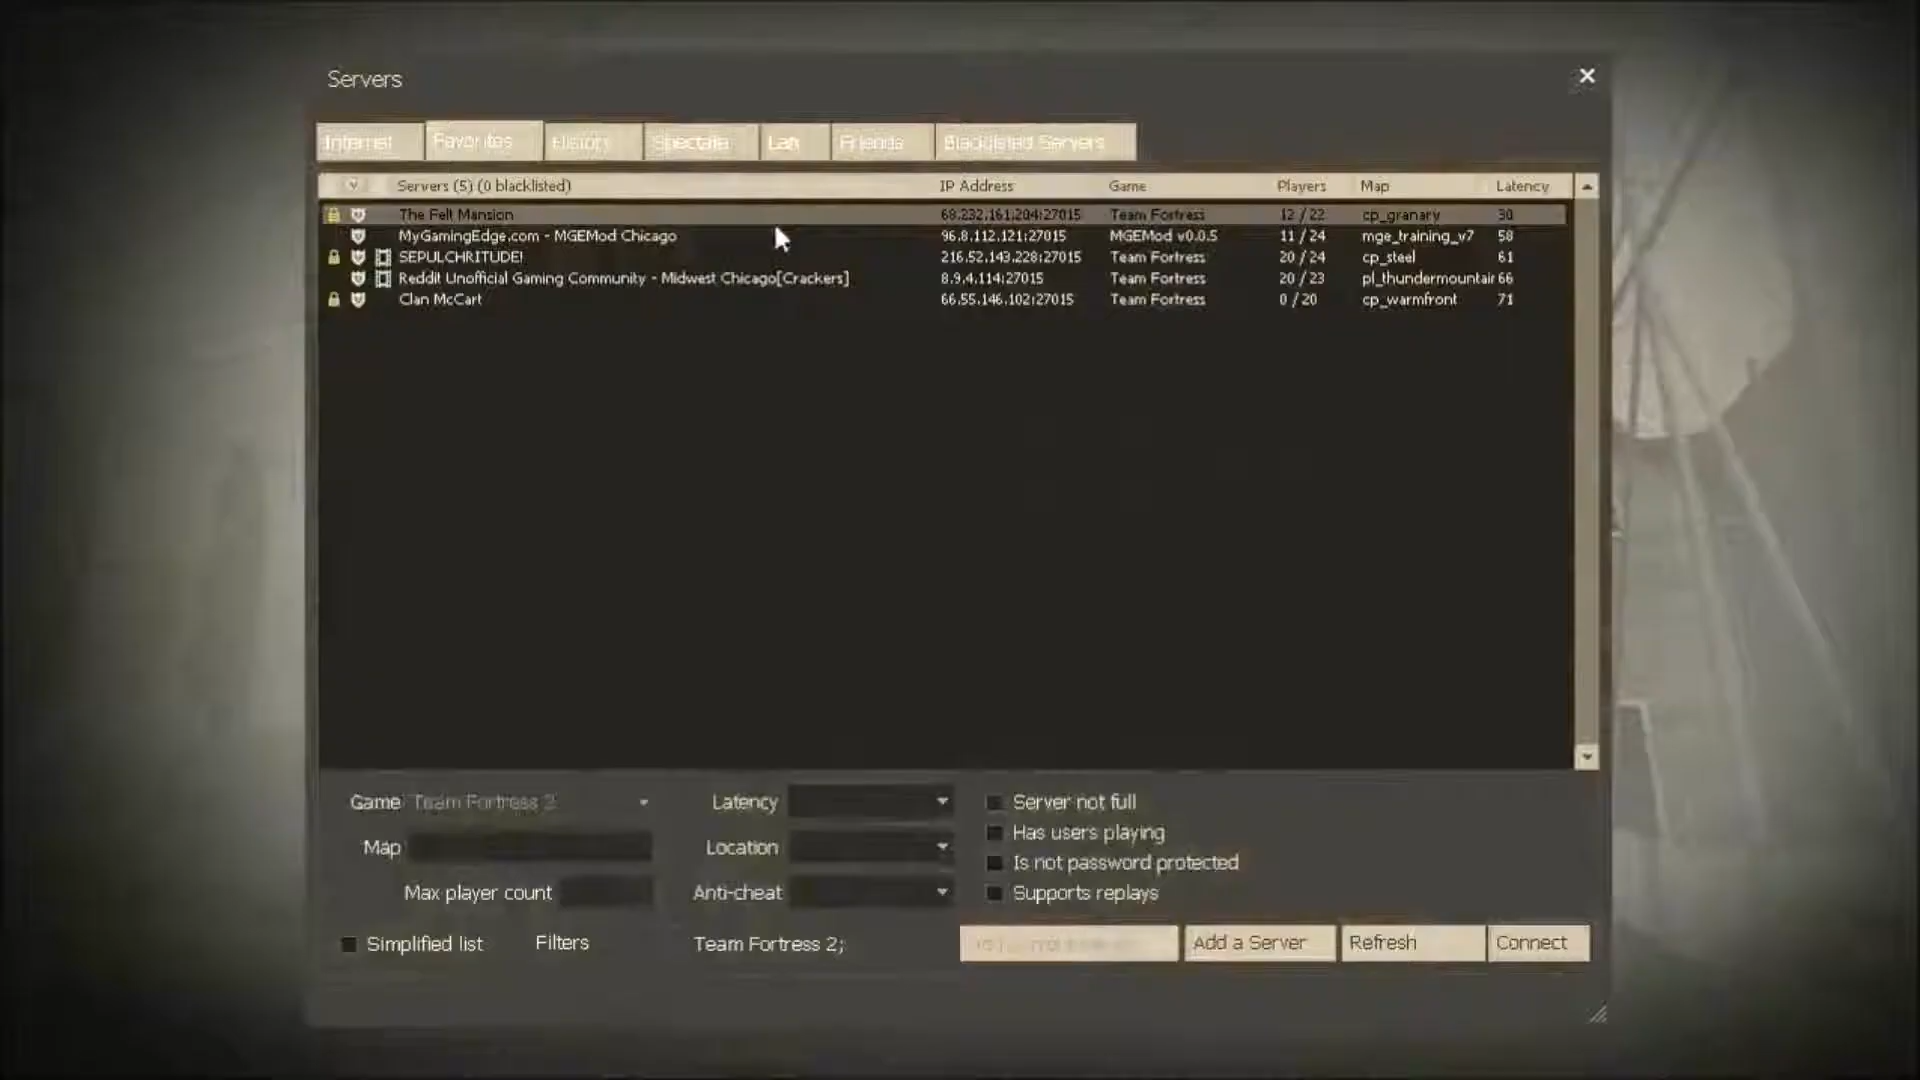 Servers
Internet Favorites History Spectate Lan Friends Blacklisted Servers
Servers (5) (0 blacklisted) IP Address Game Players Map Latency
The Felt Mansion 68.232.161.204:27015 Team Fortress 12 / 22 cp_granary 30
MyGamingEdge.com - MGEMod Chicago 96.8.112.121:27015 MGEMod v0.0.5 11 / 24 mge_training_v7 58
SEPULCHRITUDE! 216.52.143.228:27015 Team Fortress 20 / 24 cp_steel 61
Reddit Unofficial Gaming Community - Midwest Chicago[Crackers] 8.9.4.114:27015 Team Fortress 20 / 23 pl_thundermountair 66
Clan McCart 66.55.146.102:27015 Team Fortress 0 / 20 cp_warmfront 71
Game Team Fortress 2 Latency Server not full
Has users playing
Map Location
Is not password protected
Max player count Anti-cheat Supports replays
Simplified list Filters Team Fortress 2; Add a Server Refresh Connect